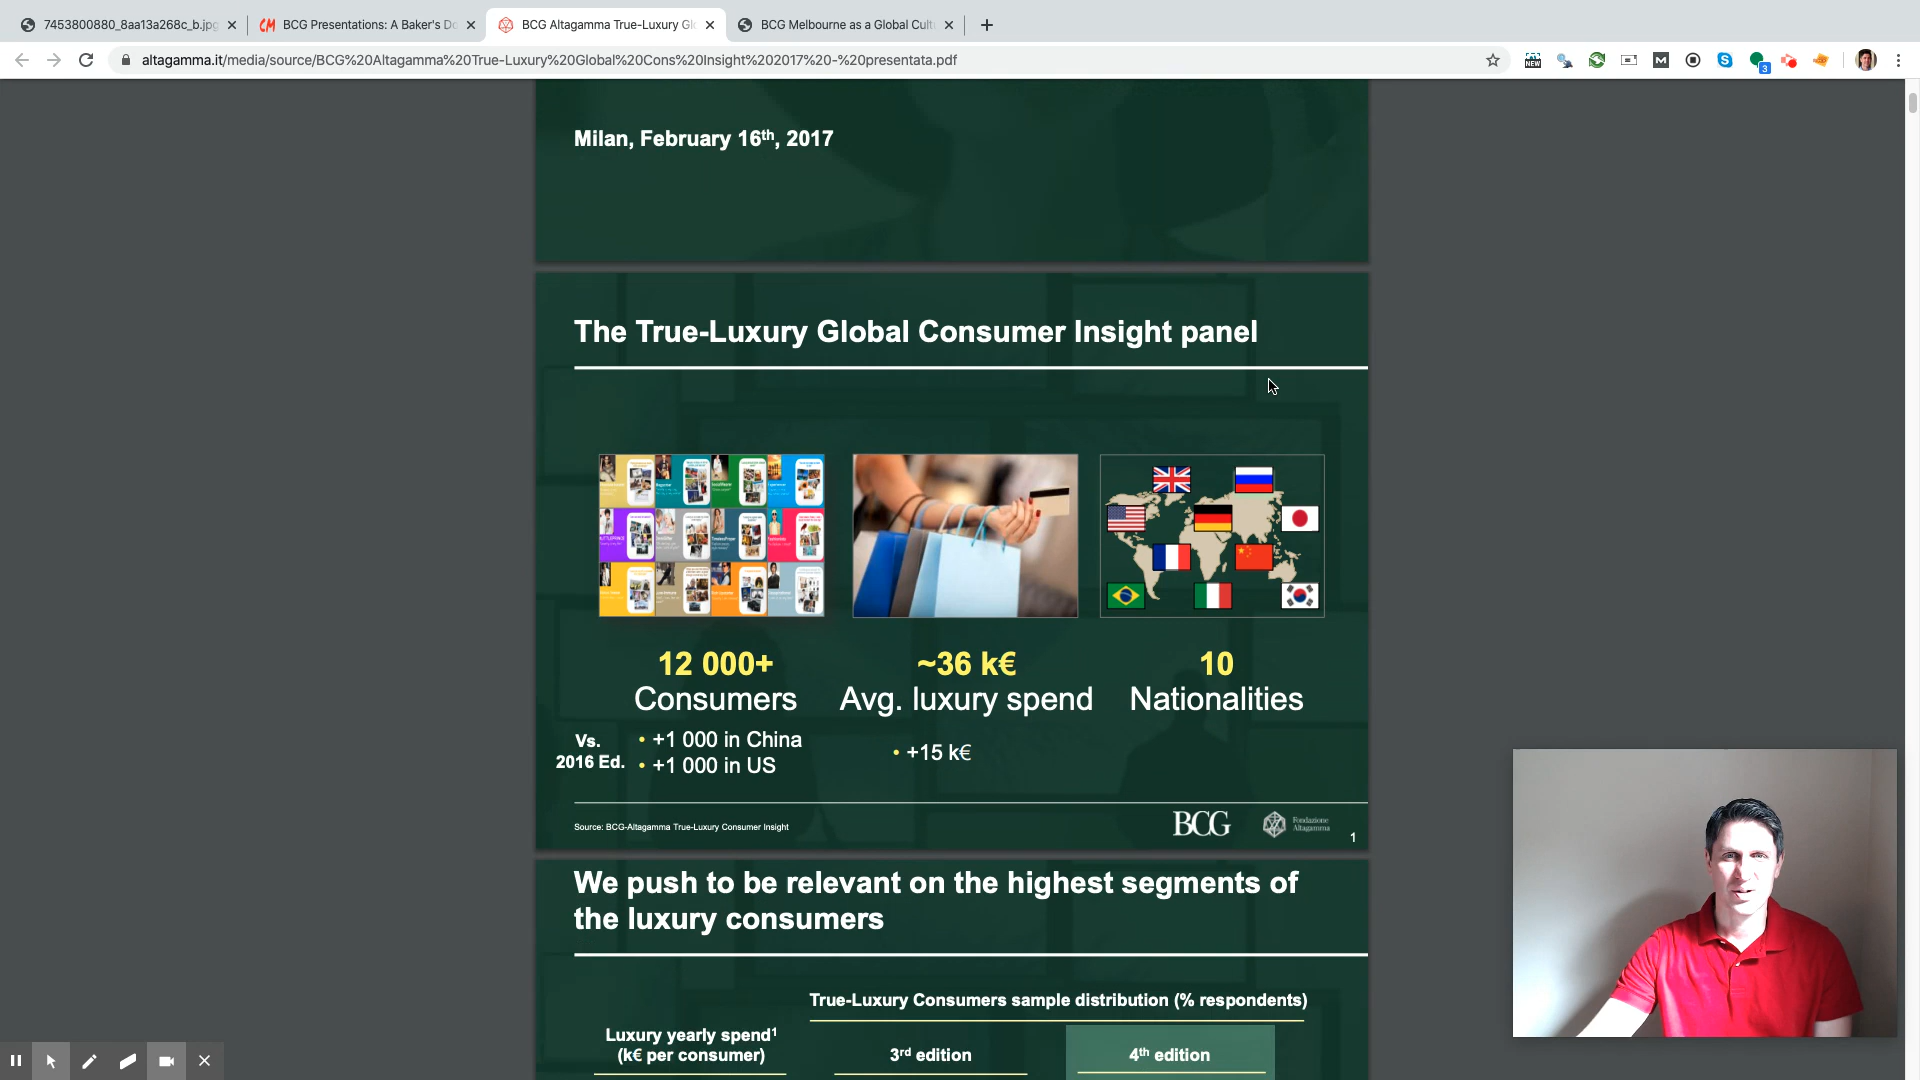 7453800880_8aa13a268c_b.jpg
BCG Presentations: A Baker's Do
BCG Altagamma True-Luxury Gl
BCG Melbourne as a Global Cult
altagamma.it/media/source/BCG%20Altagamma%20True-Luxury%20Global%20Cons%20Insight%202017%20-%20presentata.pdf
NEW
3
Milan, February 16th, 2017
The True-Luxury Global Consumer Insight panel
12 000+
Consumers
~36 k€
Avg. luxury spend
10
Nationalities
Vs.
2016 Ed.
• +1 000 in China
• +1 000 in US
• +15 k€
Source: BCG-Altagamma True-Luxury Consumer Insight
BCG
Fondazione
Altagamma
1
We push to be relevant on the highest segments of
the luxury consumers
True-Luxury Consumers sample distribution (% respondents)
Luxury yearly spend1
(k€ per consumer)
3rd edition
4th edition